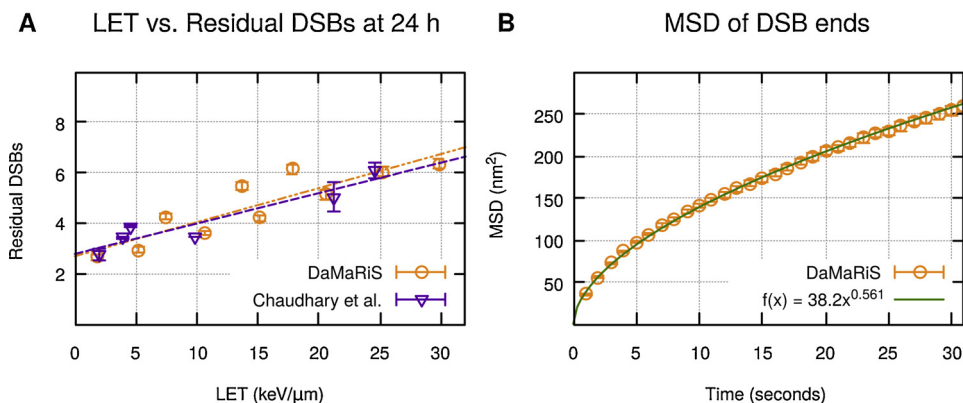 A LET vs. Residual DSBs at 24 h
Residual DSBs
8
6
4
2
DaMaRiS
Chaudhary et al.
0 5 10 15 20 25 30
LET (keV/μm)
B MSD of DSB ends
MSD (nm²)
250
200
150
100
50
DaMaRiS
f(x) = 38.2x^0.561
0 5 10 15 20 25 30
Time (seconds)